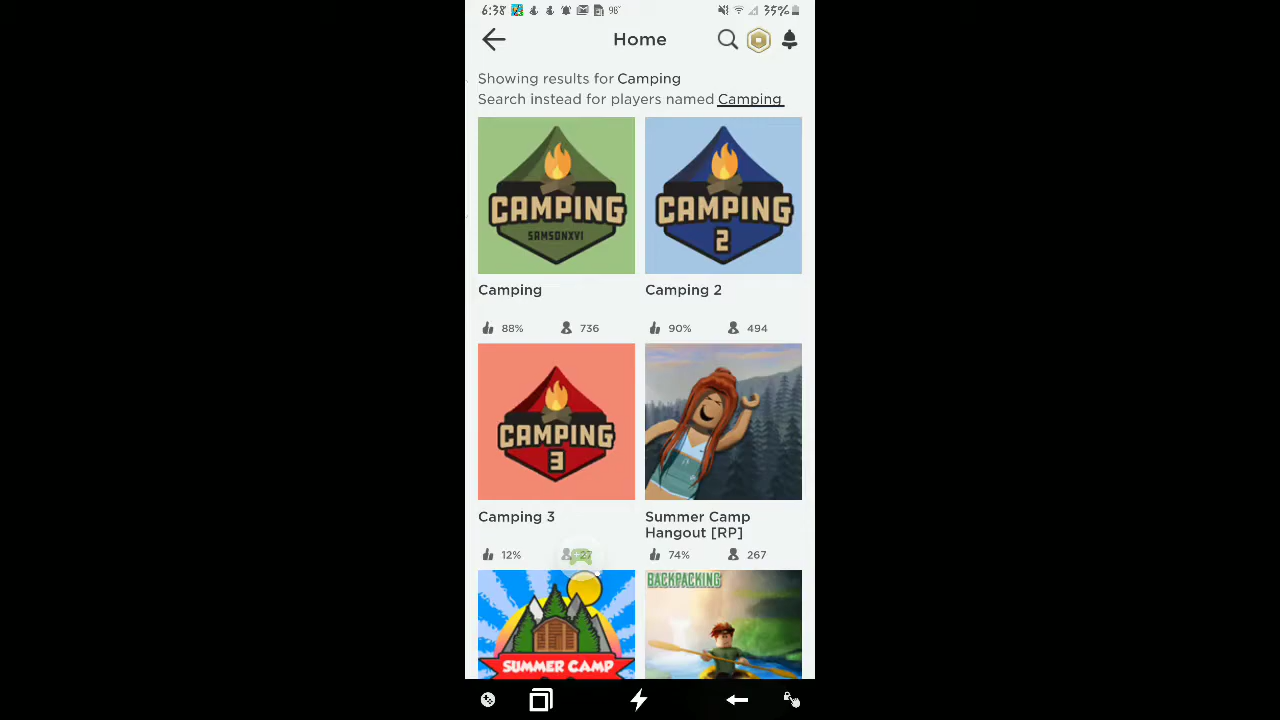 6:38 96°
35%
Home
Showing results for Camping
Search instead for players named Camping
CAMPING
SAMSONXVI
CAMPING
2
Camping
Camping 2
88% 736
90% 494
CAMPING
3
Camping 3
Summer Camp
Hangout [RP]
12%
74% 267
SUMMER CAMP
BACKPACKING